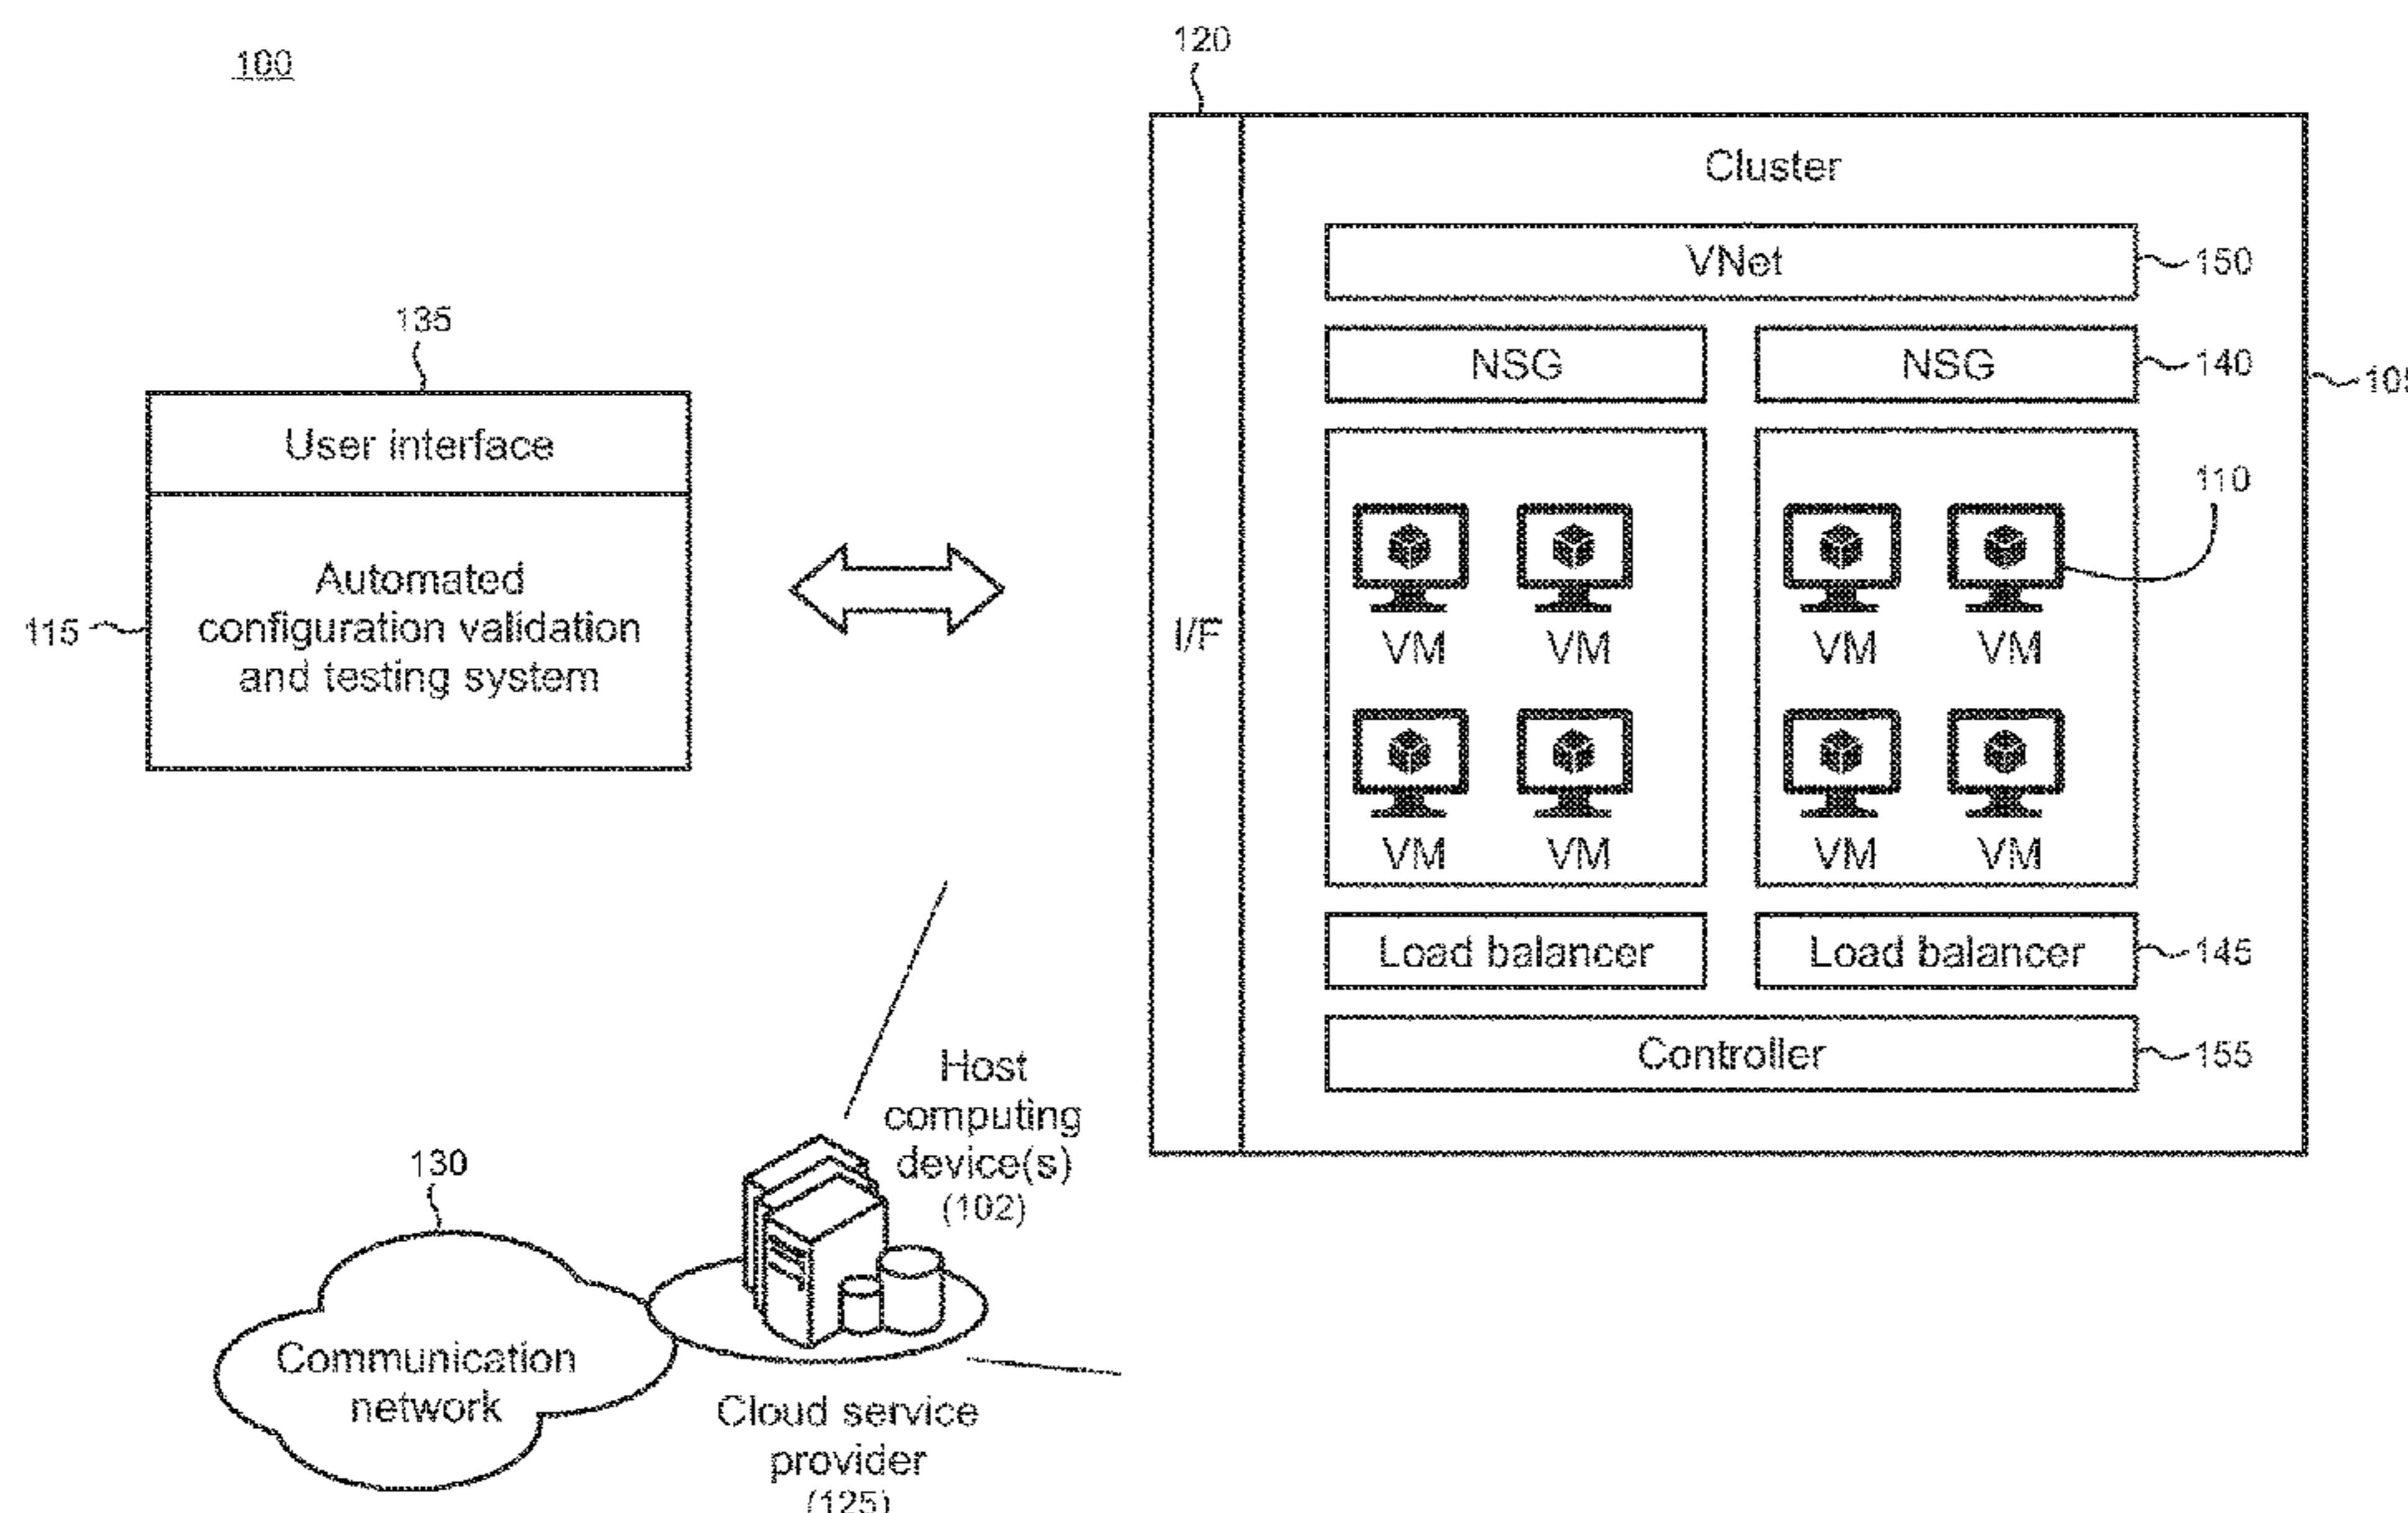 100
120
Cluster
VNet
150
NSG
NSG
140
135
User interface
Automated
configuration validation
and testing system
115
I/F
110
VM
VM
VM
VM
VM
VM
VM
VM
Load balancer
Load balancer
145
Controller
155
Host
computing
device(s)
(102)
130
Communication
network
Cloud service
provider
(125)